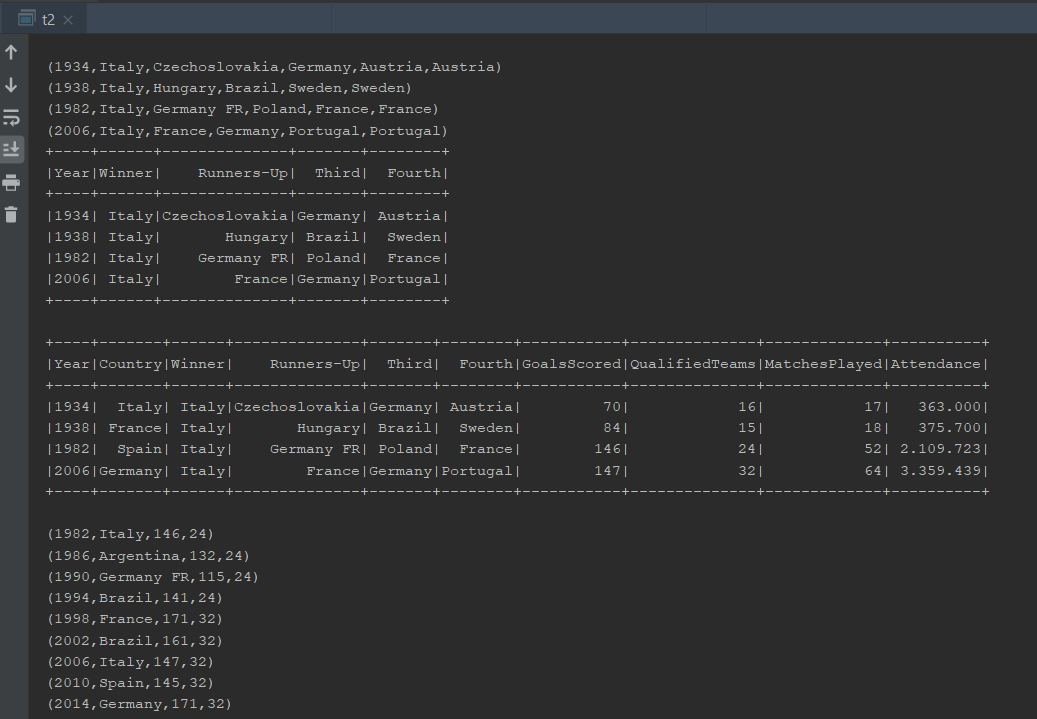 t2
(1934,Italy,Czechoslovakia,Germany,Austria,Austria)
(1938,Italy,Hungary,Brazil,Sweden,Sweden)
(1982,Italy,Germany FR,Poland,France,France)
(2006,Italy,France,Germany,Portugal,Portugal)
+----+------+--------------+-------+--------+
|Year|Winner|    Runners-Up|  Third|  Fourth|
+----+------+--------------+-------+--------+
|1934| Italy|Czechoslovakia|Germany| Austria|
|1938| Italy|       Hungary| Brazil|  Sweden|
|1982| Italy|    Germany FR| Poland|  France|
|2006| Italy|        France|Germany|Portugal|
+----+------+--------------+-------+--------+
+----+-------+------+--------------+-------+--------+-----------+--------------+-------------+----------+
|Year|Country|Winner|    Runners-Up|  Third|  Fourth|GoalsScored|QualifiedTeams|MatchesPlayed|Attendance|
+----+-------+------+--------------+-------+--------+-----------+--------------+-------------+----------+
|1934|  Italy| Italy|Czechoslovakia|Germany| Austria|         70|            16|           17|   363.000|
|1938| France| Italy|       Hungary| Brazil|  Sweden|         84|            15|           18|   375.700|
|1982|  Spain| Italy|    Germany FR| Poland|  France|        146|            24|           52| 2.109.723|
|2006|Germany| Italy|        France|Germany|Portugal|        147|            32|           64| 3.359.439|
+----+-------+------+--------------+-------+--------+-----------+--------------+-------------+----------+
(1982,Italy,146,24)
(1986,Argentina,132,24)
(1990,Germany FR,115,24)
(1994,Brazil,141,24)
(1998,France,171,32)
(2002,Brazil,161,32)
(2006,Italy,147,32)
(2010,Spain,145,32)
(2014,Germany,171,32)